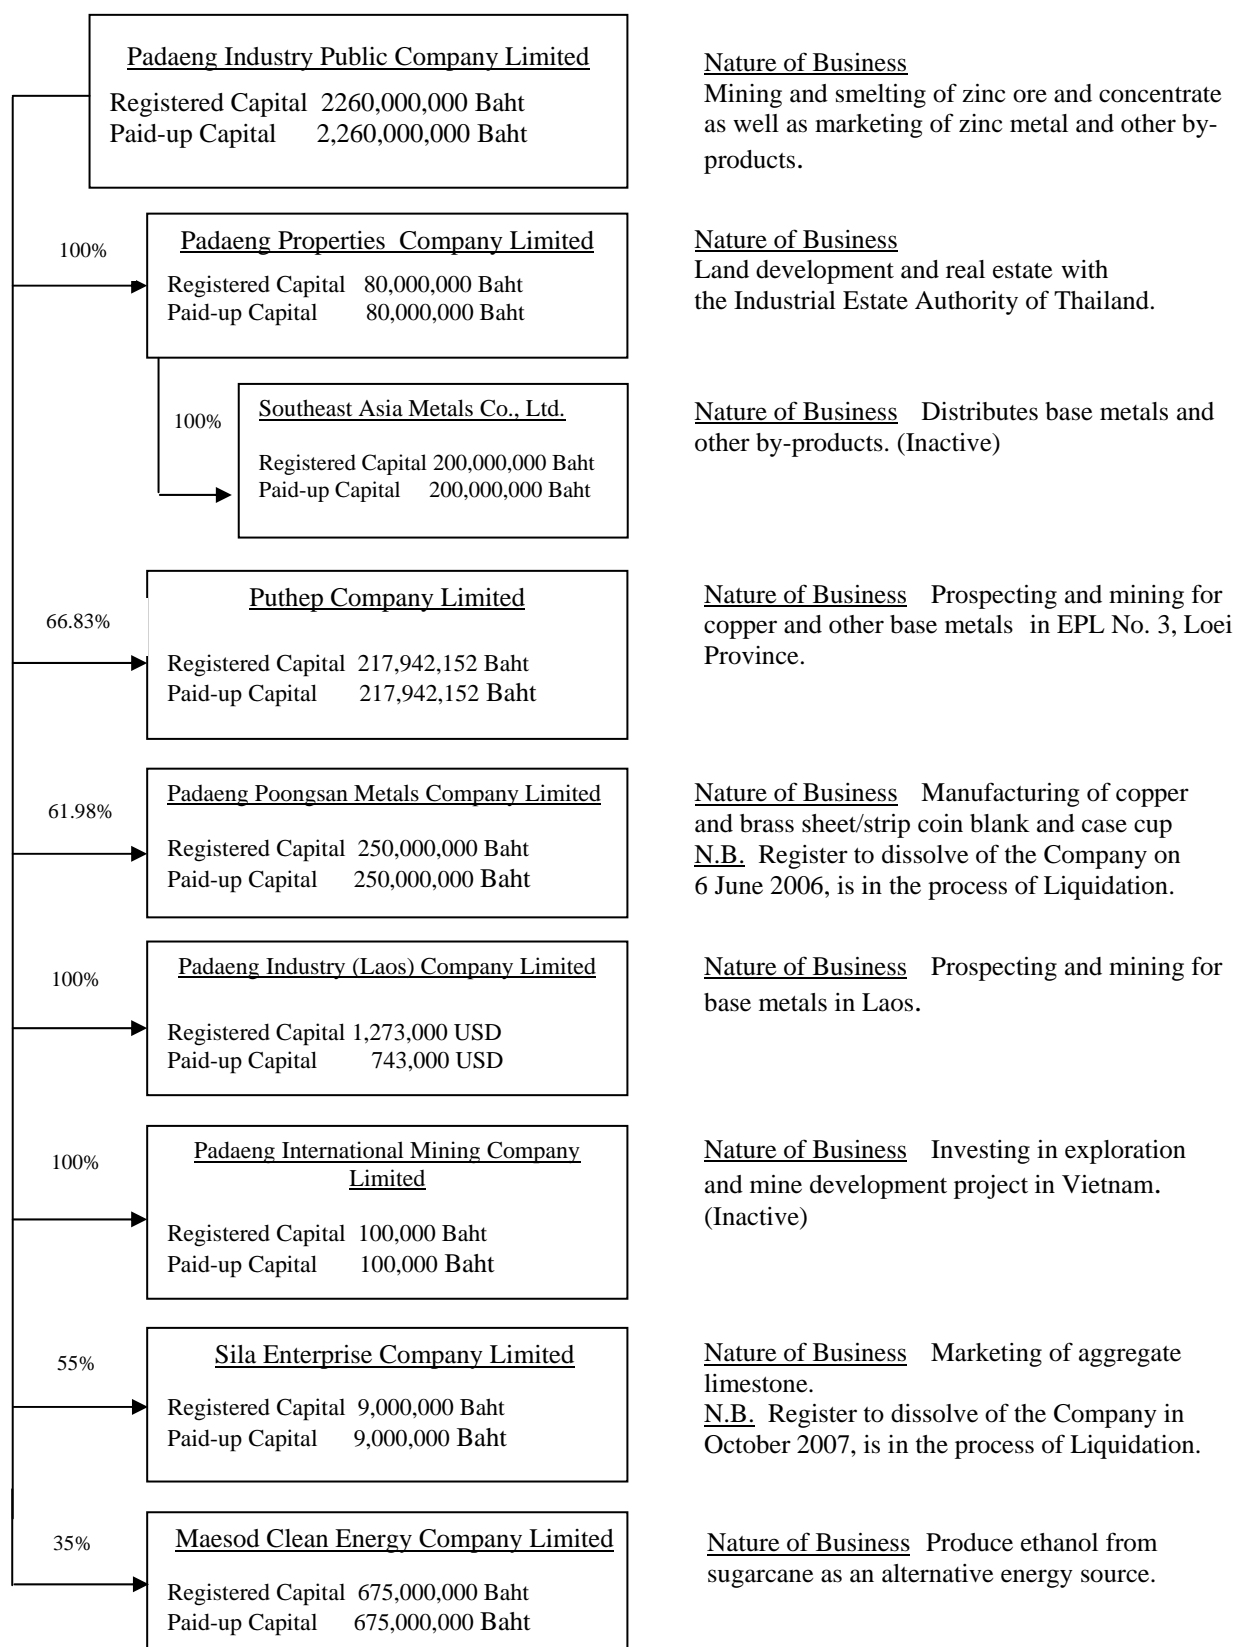 Padaeng Industry Public Company Limited
Registered Capital 2260,000,000 Baht
Paid-up Capital 2,260,000,000 Baht
Nature of Business
Mining and smelting of zinc ore and concentrate
as well as marketing of zinc metal and other by-
products.
100%
Padaeng Properties Company Limited
Registered Capital 80,000,000 Baht
Paid-up Capital 80,000,000 Baht
Nature of Business
Land development and real estate with
the Industrial Estate Authority of Thailand.
100%
Southeast Asia Metals Co., Ltd.
Registered Capital 200,000,000 Baht
Paid-up Capital 200,000,000 Baht
Nature of Business Distributes base metals and
other by-products. (Inactive)
66.83%
Puthep Company Limited
Registered Capital 217,942,152 Baht
Paid-up Capital 217,942,152 Baht
Nature of Business Prospecting and mining for
copper and other base metals in EPL No. 3, Loei
Province.
61.98%
Padaeng Poongsan Metals Company Limited
Registered Capital 250,000,000 Baht
Paid-up Capital 250,000,000 Baht
Nature of Business Manufacturing of copper
and brass sheet/strip coin blank and case cup
N.B. Register to dissolve of the Company on
6 June 2006, is in the process of Liquidation.
100%
Padaeng Industry (Laos) Company Limited
Registered Capital 1,273,000 USD
Paid-up Capital 743,000 USD
Nature of Business Prospecting and mining for
base metals in Laos.
100%
Padaeng International Mining Company
Limited
Registered Capital 100,000 Baht
Paid-up Capital 100,000 Baht
Nature of Business Investing in exploration
and mine development project in Vietnam.
(Inactive)
55%
Sila Enterprise Company Limited
Registered Capital 9,000,000 Baht
Paid-up Capital 9,000,000 Baht
Nature of Business Marketing of aggregate
limestone.
N.B. Register to dissolve of the Company in
October 2007, is in the process of Liquidation.
35%
Maesod Clean Energy Company Limited
Registered Capital 675,000,000 Baht
Paid-up Capital 675,000,000 Baht
Nature of Business Produce ethanol from
sugarcane as an alternative energy source.